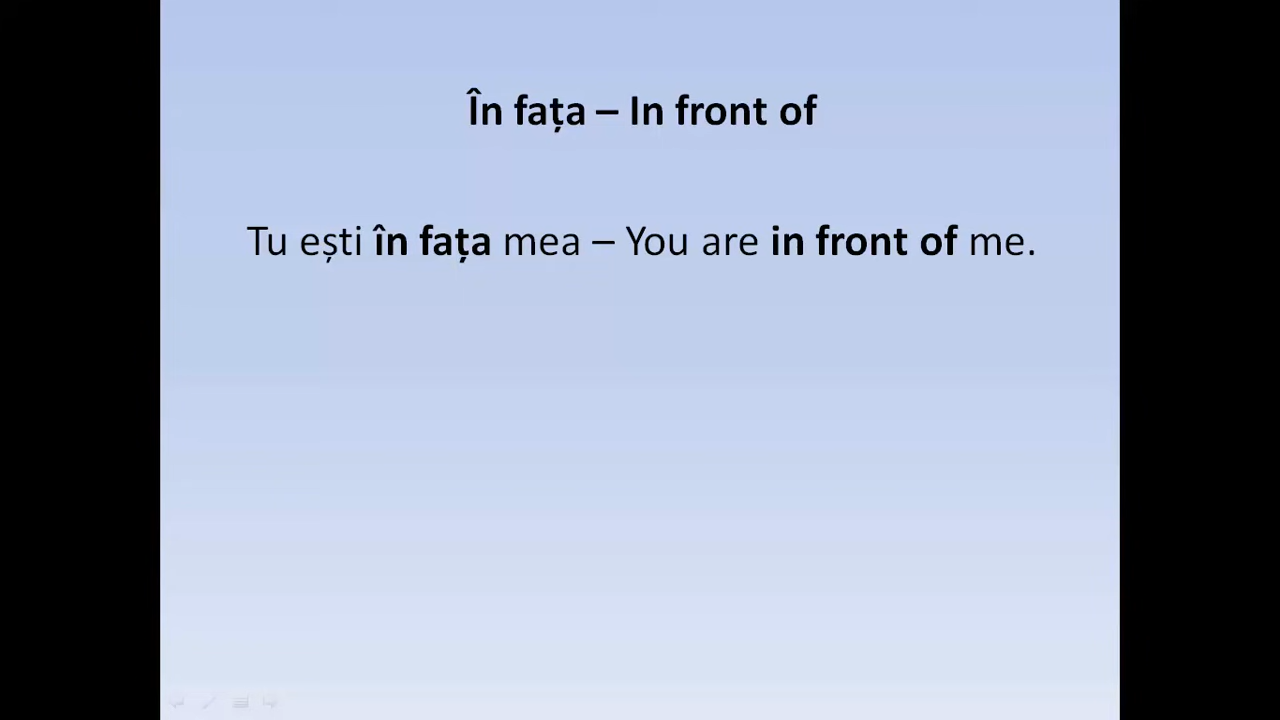 În fața – In front of
Tu ești în fața mea – You are in front of me.